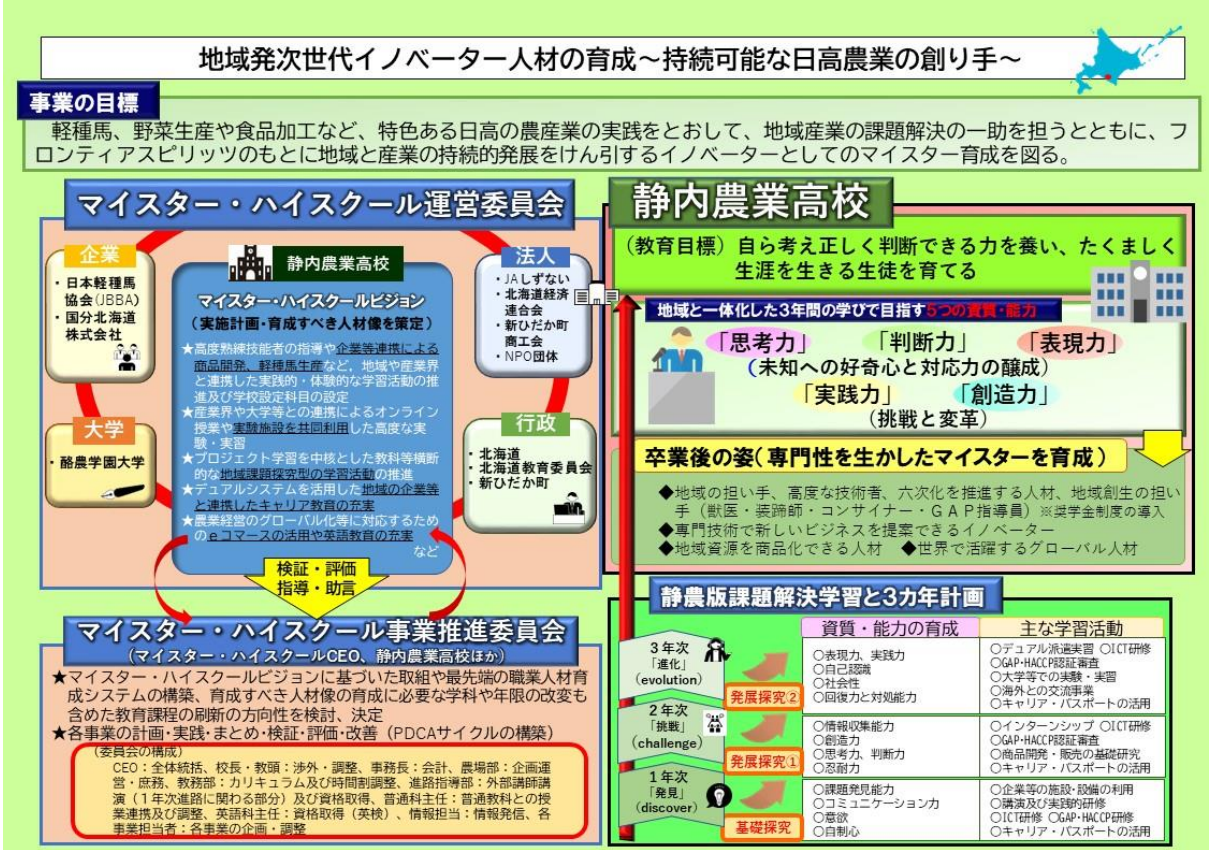 地域発次世代イノベーター人材の育成～持続可能な日高農業の創り手～
事業の目標
軽種馬、野菜生産や食品加工など、特色ある日高の農産業の実践をとおして、地域産業の課題解決の一助を担うとともに、フ
ロンティアスピリッツのもとに地域と産業の持続的発展をけん引するイノベーターとしてのマイスター育成を図る。
マイスター・ハイスクール運営委員会
企業
・日本軽種馬
協会(JBBA)
・国分北海道
株式会社
大学
・酪農学園大学
静内農業高校
マイスター・ハイスクールビジョン
(実施計画・育成すべき人材像を策定)
★高度熟練技能者の指導や企業等連携による
商品開発、軽種馬生産など、地域や産業界
と連携した実践的・体験的な学習活動の推
進及び学校設定科目の設定
★産業界や大学等との連携によるオンライン
授業や実験施設を共同利用した高度な実
験・実習
★プロジェクト学習を中核とした教科等横断
的な地域課題探究型の学習活動の推進
★デュアルシステムを活用した地域の企業等
と連携したキャリア教育の充実
★農業経営のグローバル化等に対応するため
のeコマースの活用や英語教育の充実
など
法人
・JAしずない
・北海道経済
連合会
・新ひだか町
商工会
・NPO団体
行政
・北海道
・北海道教育委員会
・新ひだか町
検証・評価
指導・助言
マイスター・ハイスクール事業推進委員会
(マイスター・ハイスクールCEO、静内農業高校ほか)
★マイスター・ハイスクールビジョンに基づいた取組や最先端の職業人材育
成システムの構築、育成すべき人材像の育成に必要な学科や年限の改変も
含めた教育課程の刷新の方向性を検討、決定
★各事業の計画・実践・まとめ・検証・評価・改善（PDCAサイクルの構築）
（委員会の構成）
CEO：全体統括、校長・教頭：渉外・調整、事務長：会計、農場部：企画運
営・庶務、教務部：カリキュラム及び時間割調整、進路指導部：外部講師講
演（１年次進路に関わる部分）及び資格取得、普通科主任：普通教科との授
業連携及び調整、英語科主任：資格取得（英検）、情報担当：情報発信、各
事業担当者：各事業の企画・調整
静内農業高校
（教育目標）自ら考え正しく判断できる力を養い、たくましく
生涯を生きる生徒を育てる
地域と一体化した3年間の学びで目指す5つの資質・能力
「思考力」 「判断力」 「表現力」
(未知への好奇心と対応力の醸成)
「実践力」 「創造力」
(挑戦と変革)
卒業後の姿(専門性を生かしたマイスターを育成)
◆地域の担い手、高度な技術者、六次化を推進する人材、地域創生の担い
手（獣医・装蹄師・コンサイナー・ＧＡＰ指導員）※奨学金制度の導入
◆専門技術で新しいビジネスを提案できるイノベーター
◆地域資源を商品化できる人材 ◆世界で活躍するグローバル人材
静農版課題解決学習と3カ年計画
資質・能力の育成 主な学習活動
３年次
「進化」
(evolution)
発展探究②
○表現力、実践力
○自己認識
○社会性
○回復力と対処能力
○デュアル派遣実習 ○ICT研修
○GAP・HACCP認証審査
○大学等での実験・実習
○海外との交流事業
○キャリア・パスポートの活用
２年次
「挑戦」
(challenge)
発展探究①
○情報収集能力
○創造力
○思考力、判断力
○忍耐力
○インターンシップ ○ICT研修
○GAP・HACCP認証審査
○商品開発・販売の基礎研究
○キャリア・パスポートの活用
１年次
「発見」
(discover)
基礎探究
○課題発見能力
○コミュニケーション力
○意欲
○自制心
○企業等の施設・設備の利用
○講演及び実践的研修
○ICT研修 ○GAP・HACCP研修
○キャリア・パスポートの活用